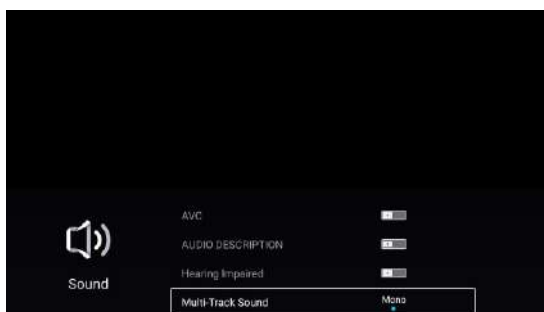 AVC
AUDIO DESCRIPTION
Hearing Impaired
Sound
Multi-Track Sound Mono